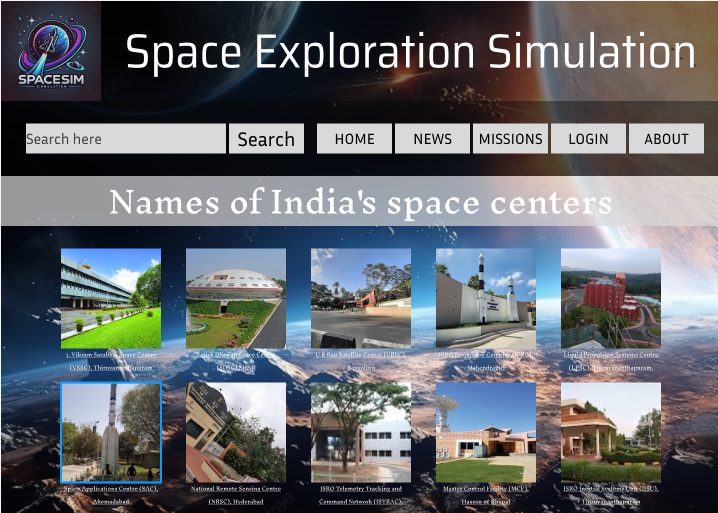 SPACESIM
SIMULATION
Space Exploration Simulation
Search here
Search
HOME
NEWS
MISSIONS
LOGIN
ABOUT
Names of India's space centers
1. Vikram Sarabhai Space Centre
(VSSC), Thiruvananthapuram
Satish Dhawan Space Centre
(SDSC) SHAR
U R Rao Satellite Centre (URSC),
Bengaluru
ISRO Propulsion Complex
Mahendragiri
Liquid Propulsion Systems Centre
(LPSC), Thiruvananthapuram,
Space Applications Centre (SAC),
Ahemadabad
National Remote Sensing Centre
(NRSC), Hyderabad
ISRO Telemetry Tracking and
Command Network (ISTRAC),
Master Control Facility (MCF),
Hassan & Bhopal
ISRO Inertial Systems Unit (IISU),
Thiruvananthapuram